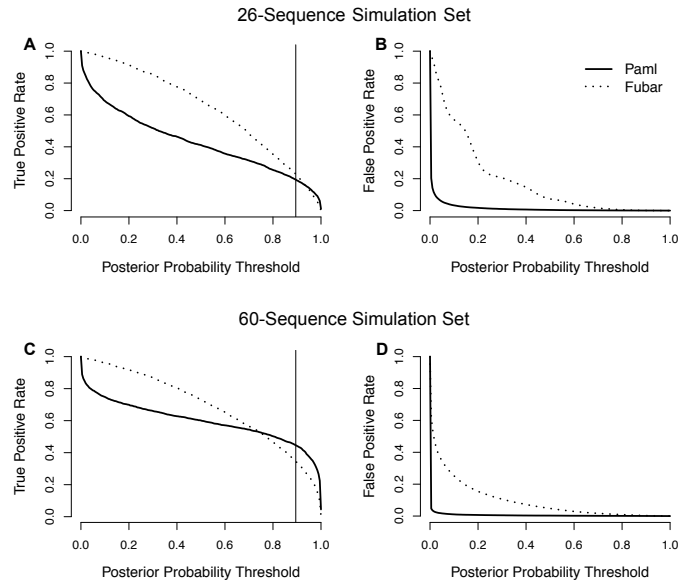 26-Sequence Simulation Set
A
True Positive Rate
0.0 0.2 0.4 0.6 0.8 1.0
0.0 0.2 0.4 0.6 0.8 1.0
Posterior Probability Threshold
B
False Positive Rate
0.0 0.2 0.4 0.6 0.8 1.0
Paml
Fubar
0.0 0.2 0.4 0.6 0.8 1.0
Posterior Probability Threshold
60-Sequence Simulation Set
C
True Positive Rate
0.0 0.2 0.4 0.6 0.8 1.0
0.0 0.2 0.4 0.6 0.8 1.0
Posterior Probability Threshold
D
False Positive Rate
0.0 0.2 0.4 0.6 0.8 1.0
0.0 0.2 0.4 0.6 0.8 1.0
Posterior Probability Threshold